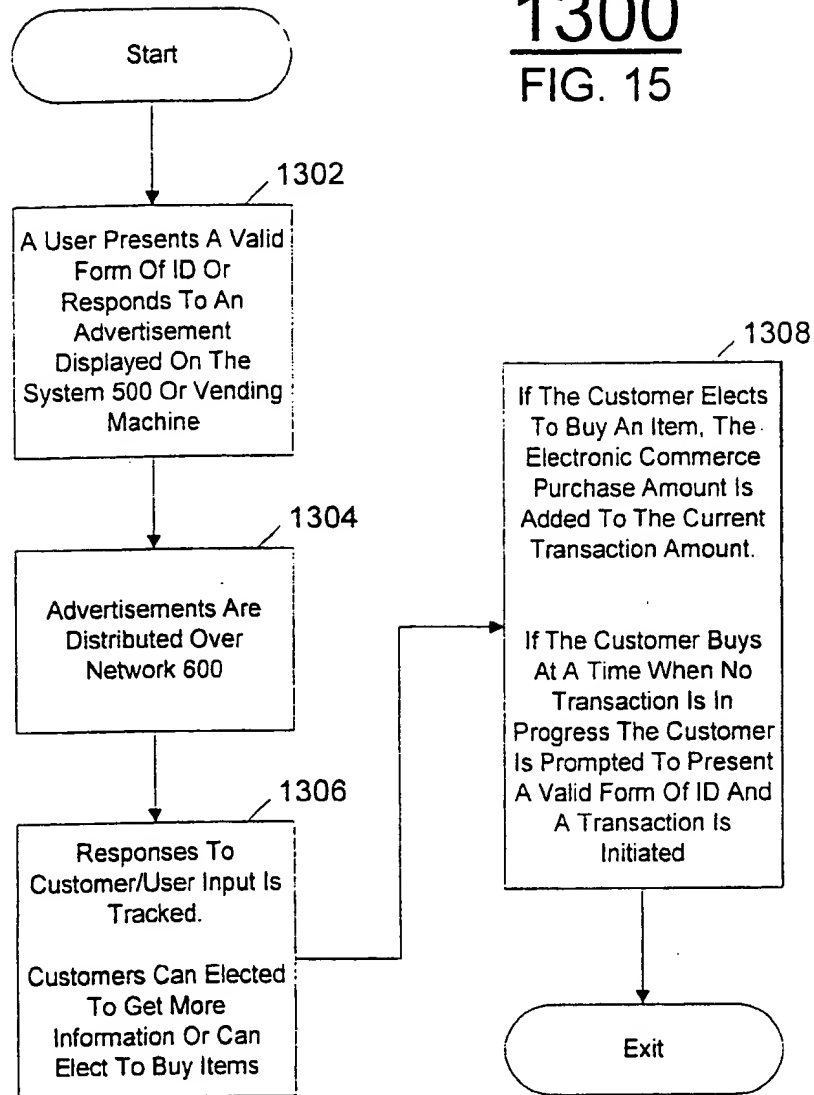 1300
FIG. 15
Start
1302
A User Presents A Valid
Form Of ID Or
Responds To An
Advertisement
Displayed On The
System 500 Or Vending
Machine
1304
Advertisements Are
Distributed Over
Network 600
1306
Responses To
Customer/User Input Is
Tracked.
Customers Can Elected
To Get More
Information Or Can
Elect To Buy Items
1308
If The Customer Elects
To Buy An Item, The
Electronic Commerce
Purchase Amount Is
Added To The Current
Transaction Amount.
If The Customer Buys
At A Time When No
Transaction Is In
Progress The Customer
Is Prompted To Present
A Valid Form Of ID And
A Transaction Is
Initiated
Exit